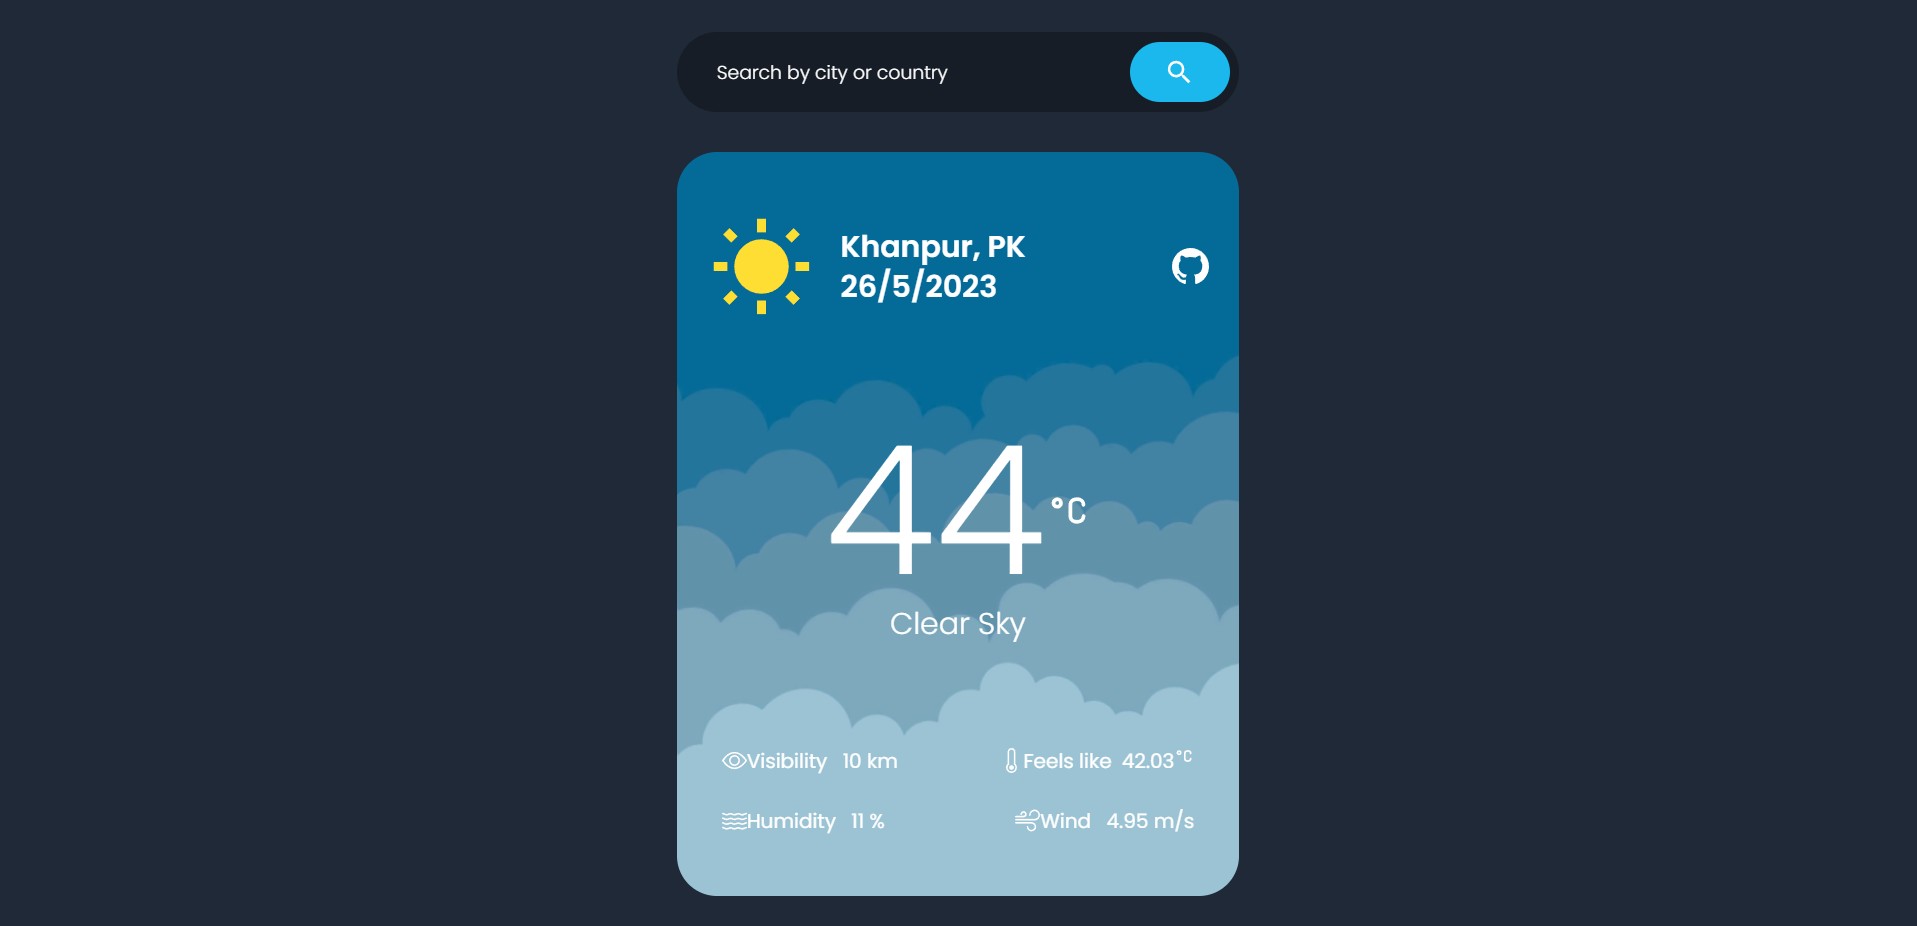 Search by city or country
Khanpur, PK
26/5/2023
44 °C
Clear Sky
Visibility 10 km
Feels like 42.03 °C
Humidity 11 %
Wind 4.95 m/s